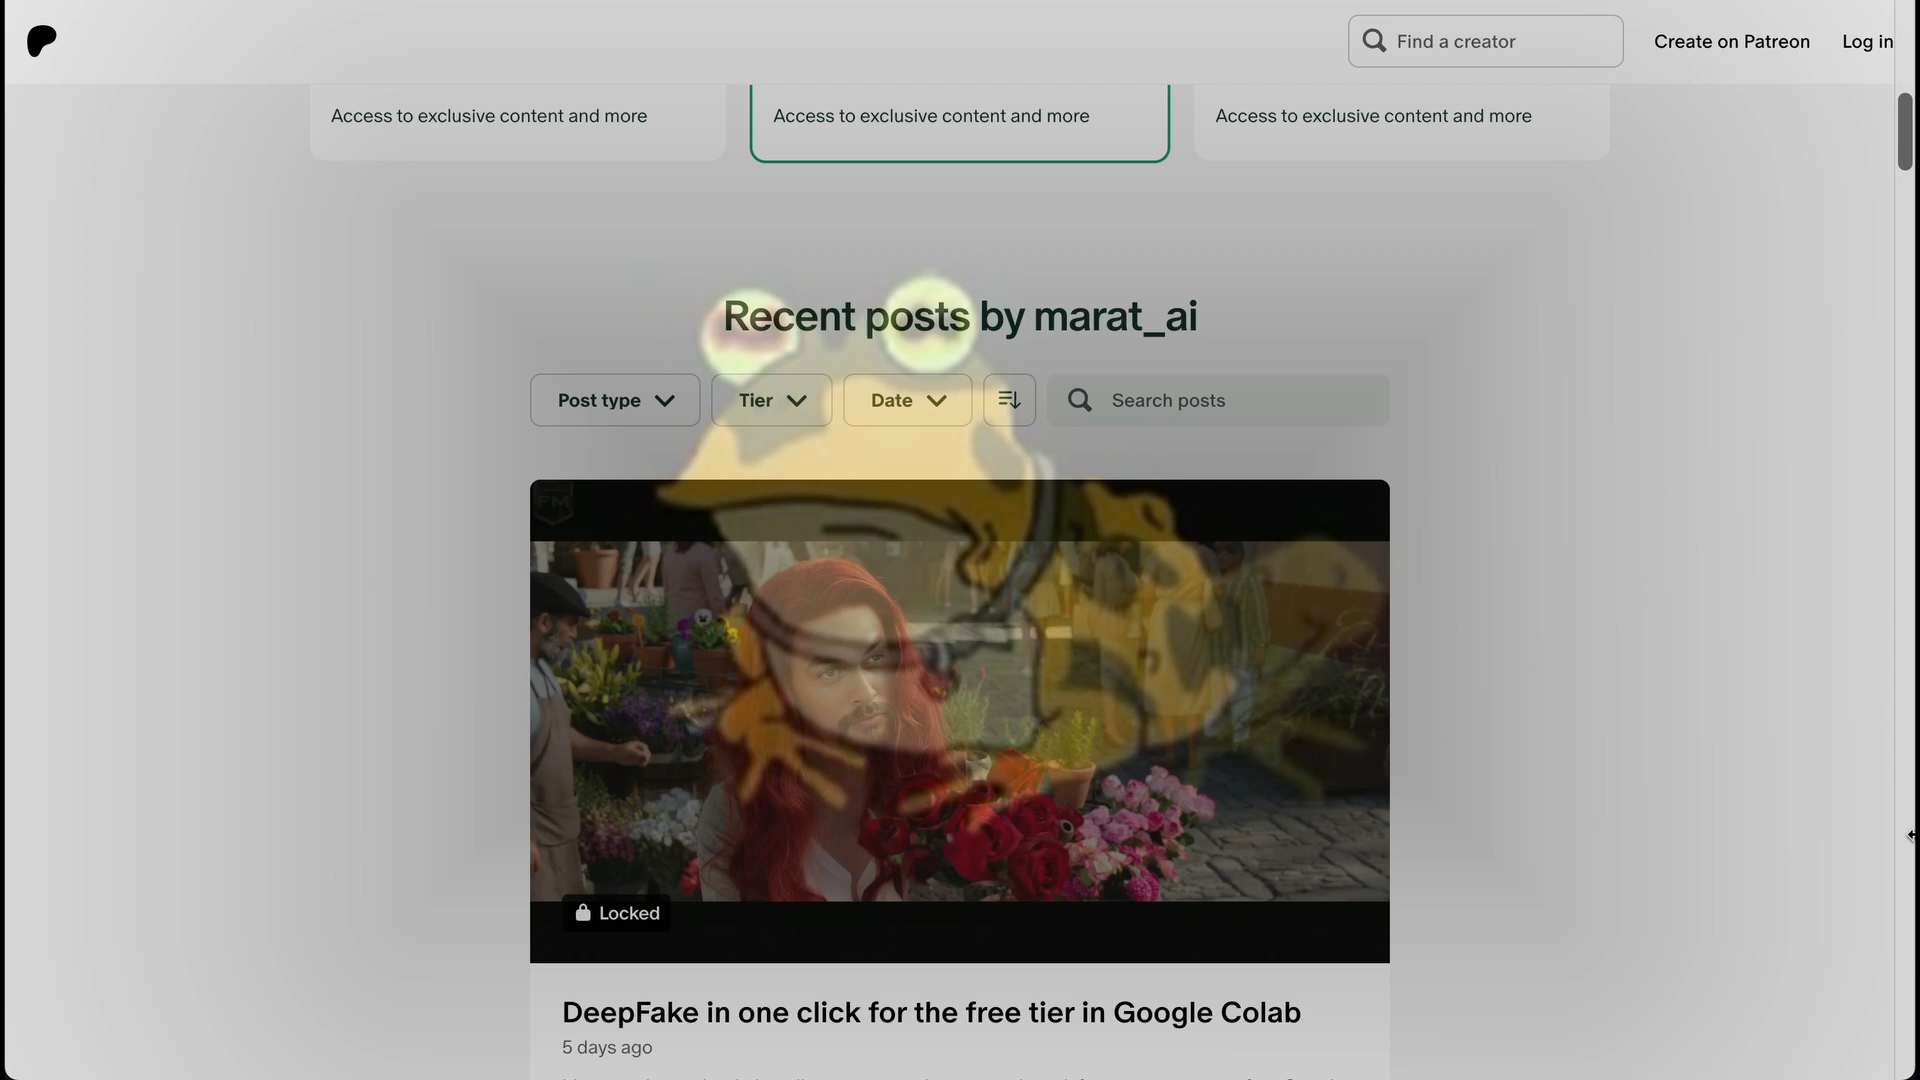 Find a creator
Create on Patreon
Log in
Access to exclusive content and more
Access to exclusive content and more
Access to exclusive content and more
Recent posts by marat_ai
Post type
Tier
Date
Search posts
FM
Locked
DeepFake in one click for the free tier in Google Colab
5 days ago